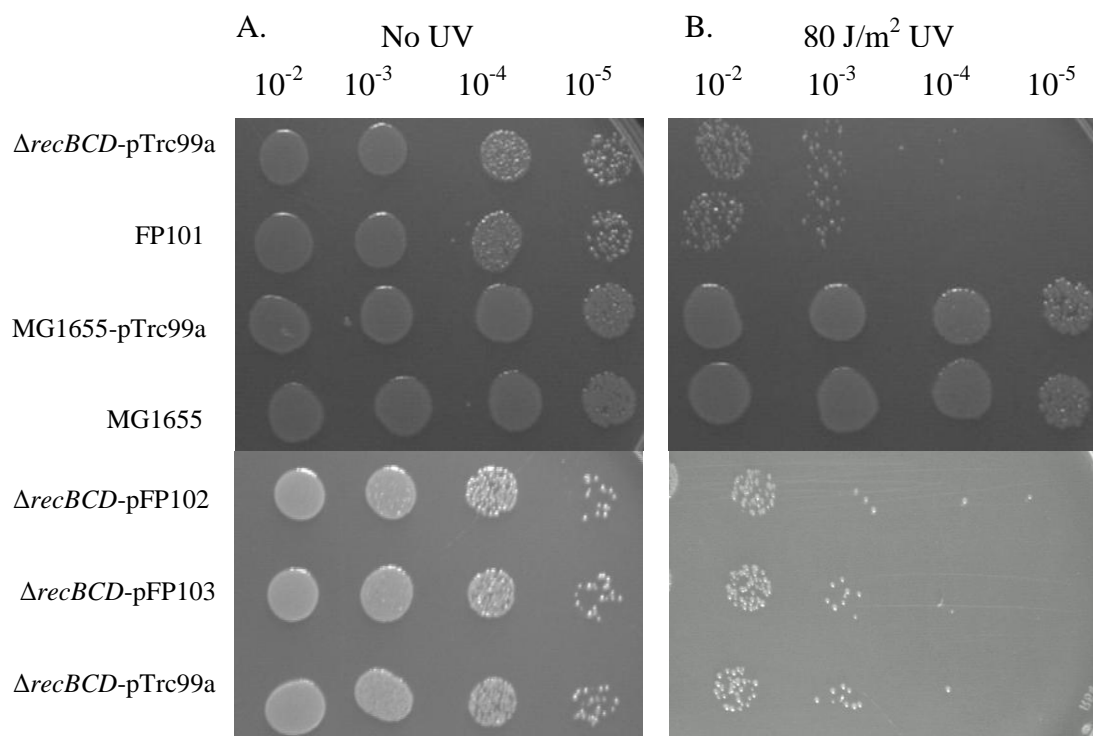 A. No UV B. 80 J/m² UV
10⁻² 10⁻³ 10⁻⁴ 10⁻⁵ 10⁻² 10⁻³ 10⁻⁴ 10⁻⁵
ΔrecBCD-pTrc99a
FP101
MG1655-pTrc99a
MG1655
ΔrecBCD-pFP102
ΔrecBCD-pFP103
ΔrecBCD-pTrc99a